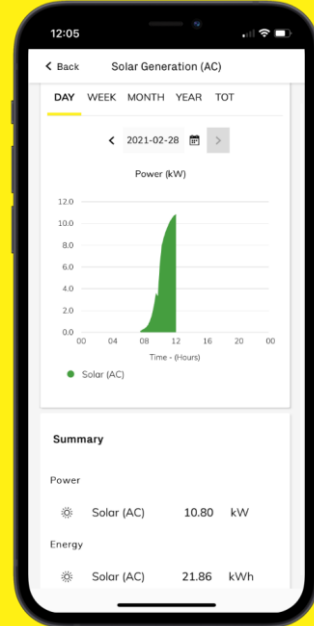 12:05
Back Solar Generation (AC)
DAY WEEK MONTH YEAR TOT
2021-02-28
Power (kW)
12.0
10.0
8.0
6.0
4.0
2.0
0.0
00 04 08 12 16 20 00
Time - (Hours)
Solar (AC)
Summary
Power
Solar (AC) 10.80 kW
Energy
Solar (AC) 21.86 kWh